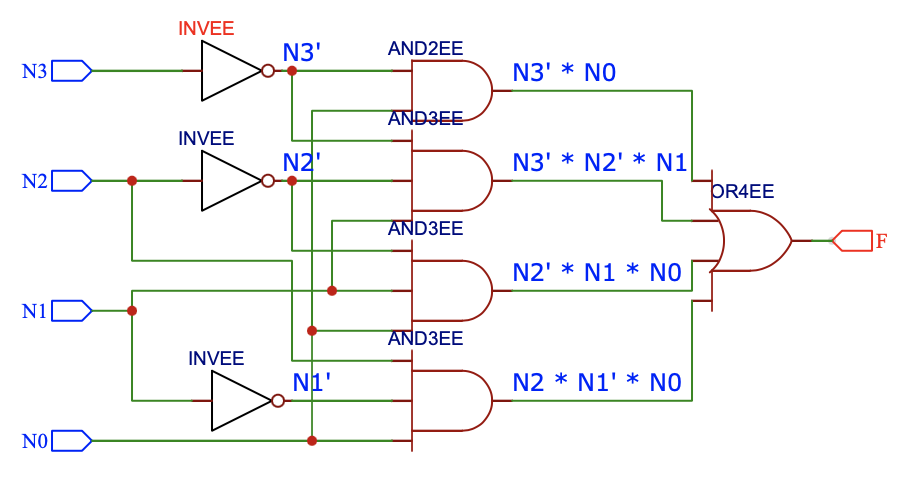 INVEE
N3
N3'
AND2EE
N3' * N0
AND3EE
INVEE
N2
N2'
N3' * N2' * N1
OR4EE
AND3EE
F
N2' * N1 * N0
N1
AND3EE
INVEE
N1'
N2 * N1' * N0
N0